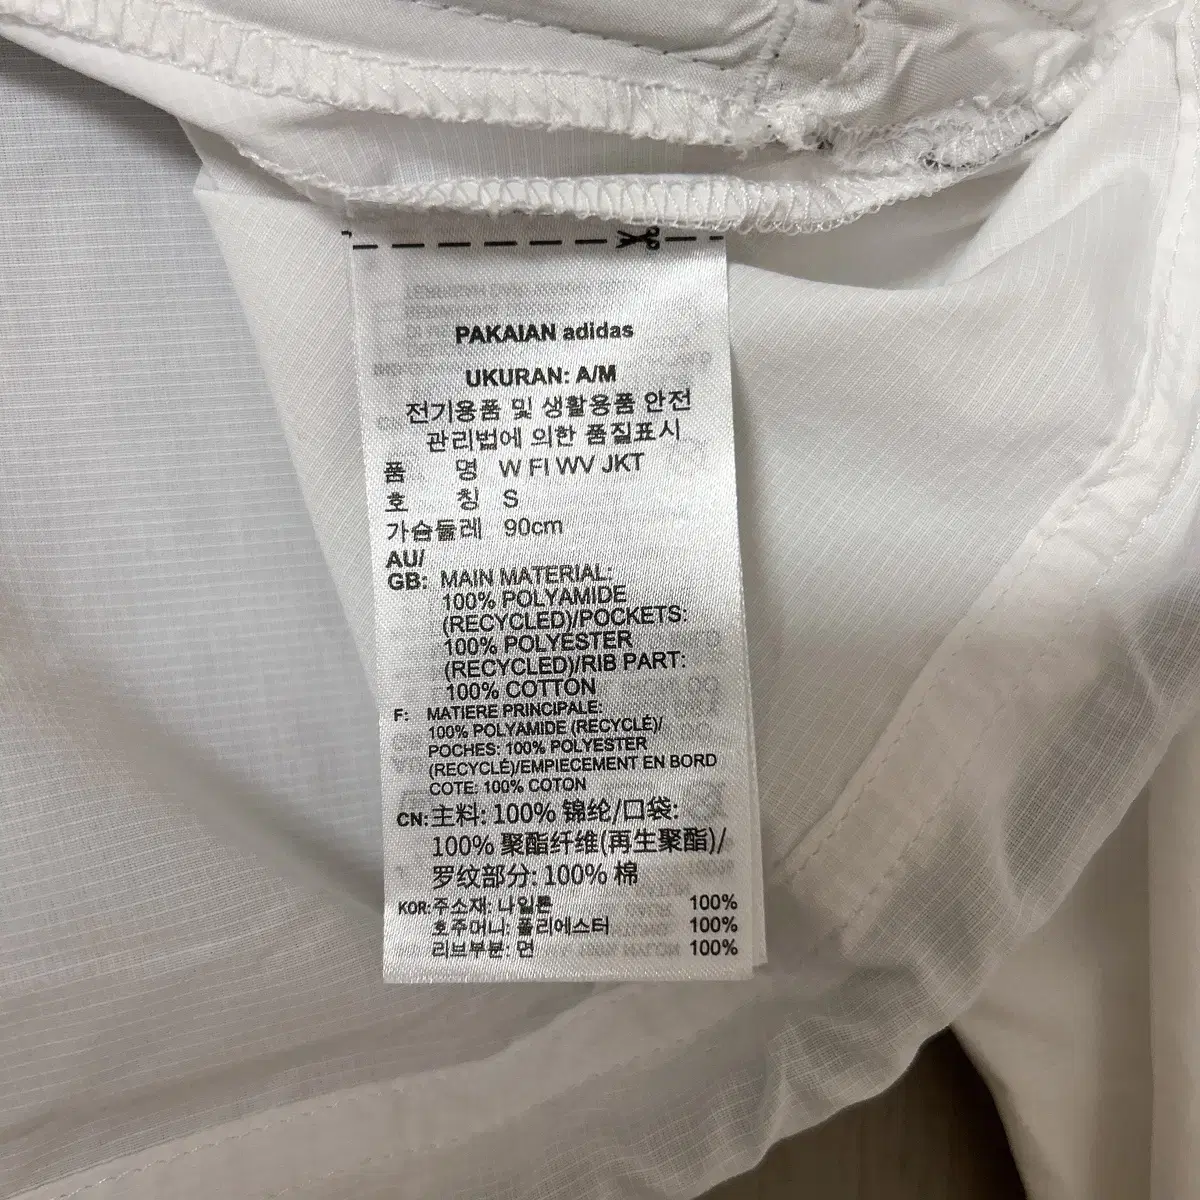 PAKAIAN adidas
UKURAN: A/M
전기용품 및 생활용품 안전
관리법에 의한 품질표시
품 명 W FI WV JKT
호 칭 S
가슴둘레 90cm
AU/
GB: MAIN MATERIAL:
100% POLYAMIDE
(RECYCLED)/POCKETS:
100% POLYESTER
(RECYCLED)/RIB PART:
100% COTTON
F: MATIERE PRINCIPALE:
100% POLYAMIDE (RECYCLÉ)/
POCHES: 100% POLYESTER
(RECYCLÉ)/EMPIECEMENT EN BORD
COTE: 100% COTON
CN: 主料: 100% 锦纶/口袋:
100% 聚酯纤维(再生聚酯)/
罗纹部分: 100% 棉
KOR: 주소재: 나일론 100%
호주머니: 폴리에스터 100%
리브부분: 면 100%